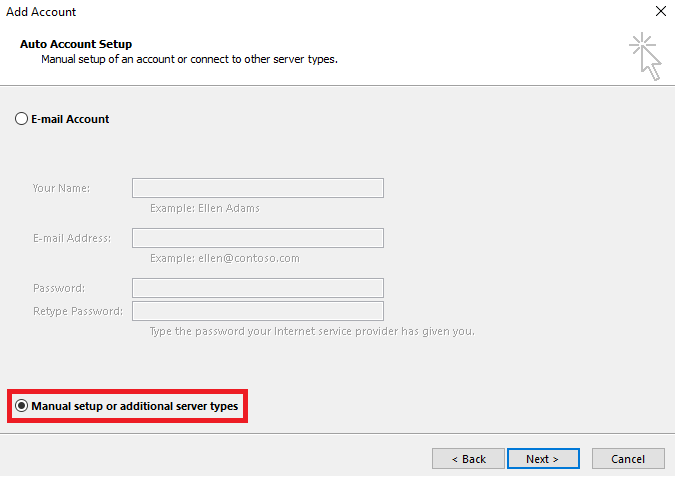 Add Account
Auto Account Setup
Manual setup of an account or connect to other server types.
E-mail Account
Your Name:
Example: Ellen Adams
E-mail Address:
Example: ellen@contoso.com
Password:
Retype Password:
Type the password your Internet service provider has given you.
Manual setup or additional server types
< Back Next > Cancel